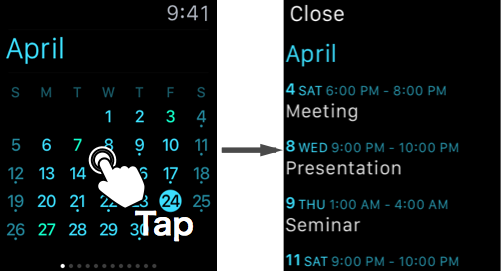 9:41
April
S M T W T F S
1 2 3 4
5 6 7 8 9 10 11
12 13 14 17 18
19 20 21 22 23 24 25
26 27 28 29 30
Tap
Close
April
4 SAT 6:00 PM - 8:00 PM
Meeting
8 WED 9:00 PM - 10:00 PM
Presentation
9 THU 1:00 AM - 4:00 AM
Seminar
11 SAT 9:00 PM - 10:00 PM